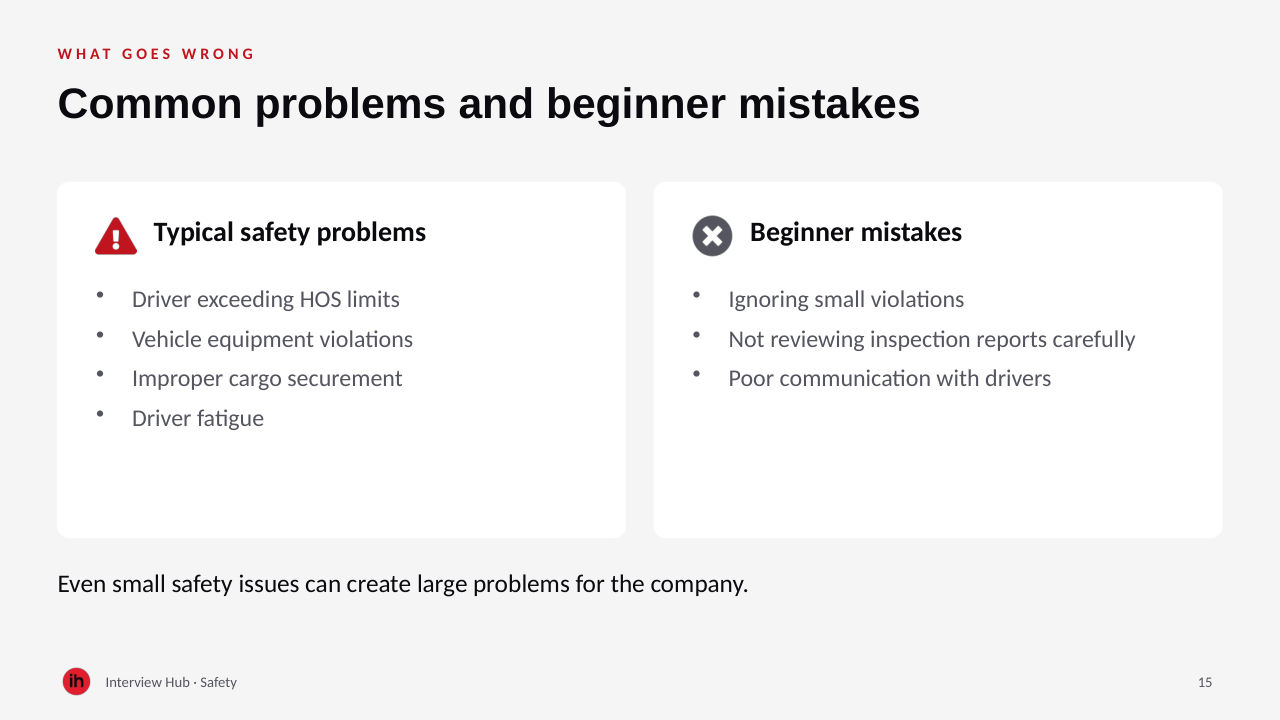 WHAT GOES WRONG
Common problems and beginner mistakes
Typical safety problems
• Driver exceeding HOS limits
• Vehicle equipment violations
• Improper cargo securement
• Driver fatigue
Beginner mistakes
• Ignoring small violations
• Not reviewing inspection reports carefully
• Poor communication with drivers
Even small safety issues can create large problems for the company.
ih Interview Hub · Safety
15